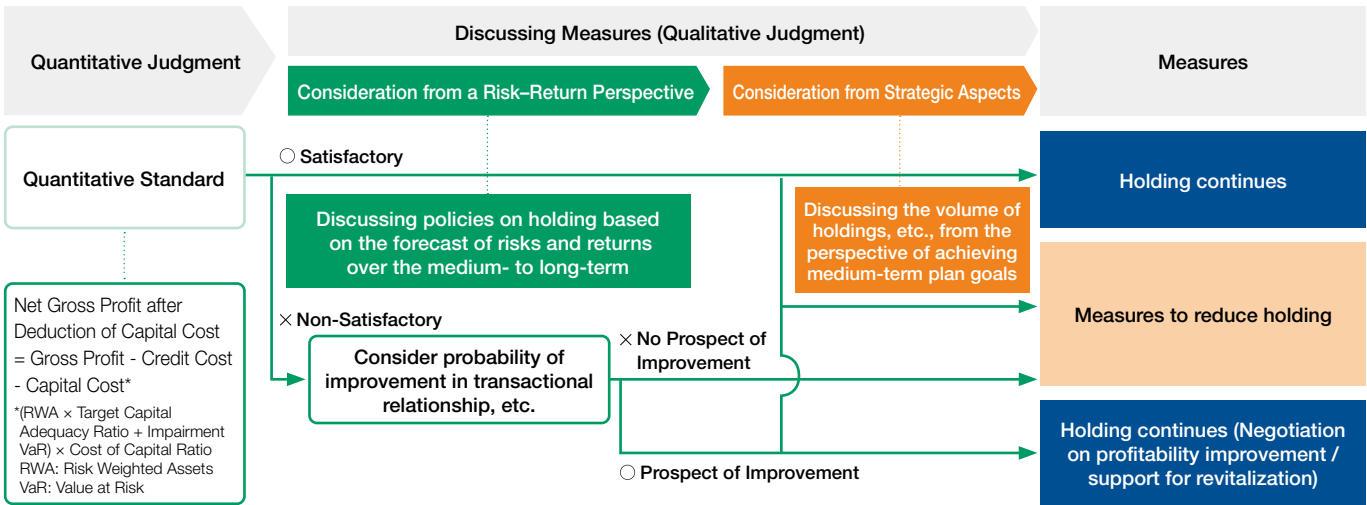 Quantitative Judgment
Discussing Measures (Qualitative Judgment)
Consideration from a Risk–Return Perspective
Consideration from Strategic Aspects
Measures
Quantitative Standard
○ Satisfactory
Holding continues
Discussing policies on holding based
on the forecast of risks and returns
over the medium- to long-term
Discussing the volume of
holdings, etc., from the
perspective of achieving
medium-term plan goals
Net Gross Profit after
Deduction of Capital Cost
= Gross Profit - Credit Cost
- Capital Cost*
*(RWA × Target Capital
Adequacy Ratio + Impairment
VaR) × Cost of Capital Ratio
RWA: Risk Weighted Assets
VaR: Value at Risk
× Non-Satisfactory
Consider probability of
improvement in transactional
relationship, etc.
× No Prospect of
Improvement
Measures to reduce holding
○ Prospect of Improvement
Holding continues (Negotiation
on profitability improvement /
support for revitalization)